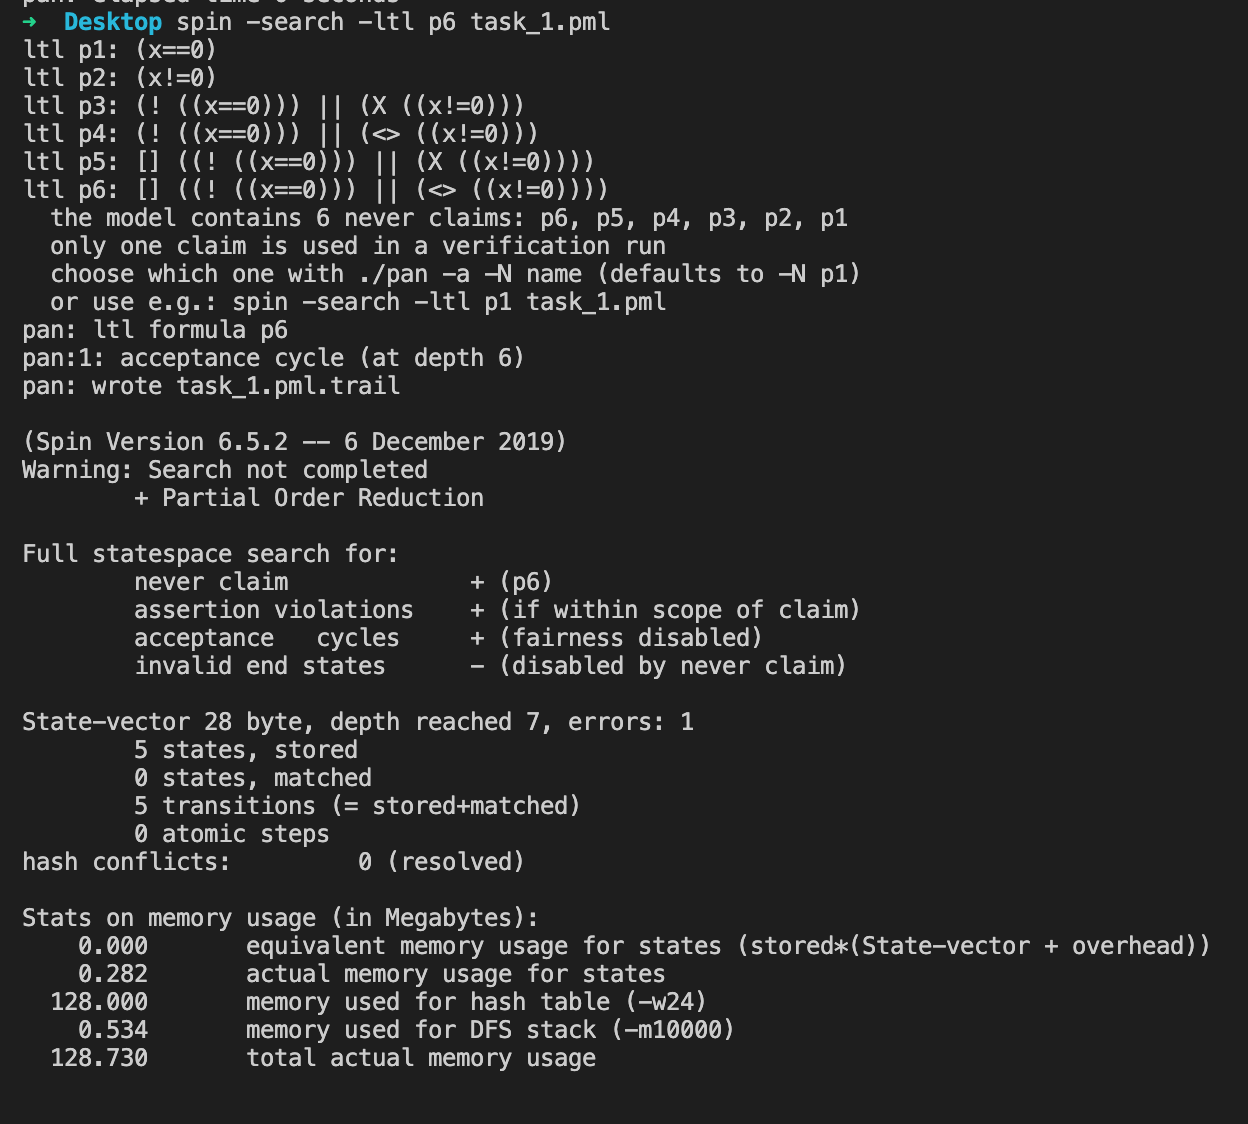 pan: elapsed time 0 seconds
→ Desktop spin -search -ltl p6 task_1.pml
ltl p1: (x==0)
ltl p2: (x!=0)
ltl p3: (! ((x==0))) || (X ((x!=0)))
ltl p4: (! ((x==0))) || (<> ((x!=0)))
ltl p5: [] ((! ((x==0))) || (X ((x!=0))))
ltl p6: [] ((! ((x==0))) || (<> ((x!=0))))
the model contains 6 never claims: p6, p5, p4, p3, p2, p1
only one claim is used in a verification run
choose which one with ./pan -a -N name (defaults to -N p1)
or use e.g.: spin -search -ltl p1 task_1.pml
pan: ltl formula p6
pan:1: acceptance cycle (at depth 6)
pan: wrote task_1.pml.trail
(Spin Version 6.5.2 -- 6 December 2019)
Warning: Search not completed
+ Partial Order Reduction
Full statespace search for:
never claim + (p6)
assertion violations + (if within scope of claim)
acceptance cycles + (fairness disabled)
invalid end states - (disabled by never claim)
State-vector 28 byte, depth reached 7, errors: 1
5 states, stored
0 states, matched
5 transitions (= stored+matched)
0 atomic steps
hash conflicts: 0 (resolved)
Stats on memory usage (in Megabytes):
0.000 equivalent memory usage for states (stored*(State-vector + overhead))
0.282 actual memory usage for states
128.000 memory used for hash table (-w24)
0.534 memory used for DFS stack (-m10000)
128.730 total actual memory usage